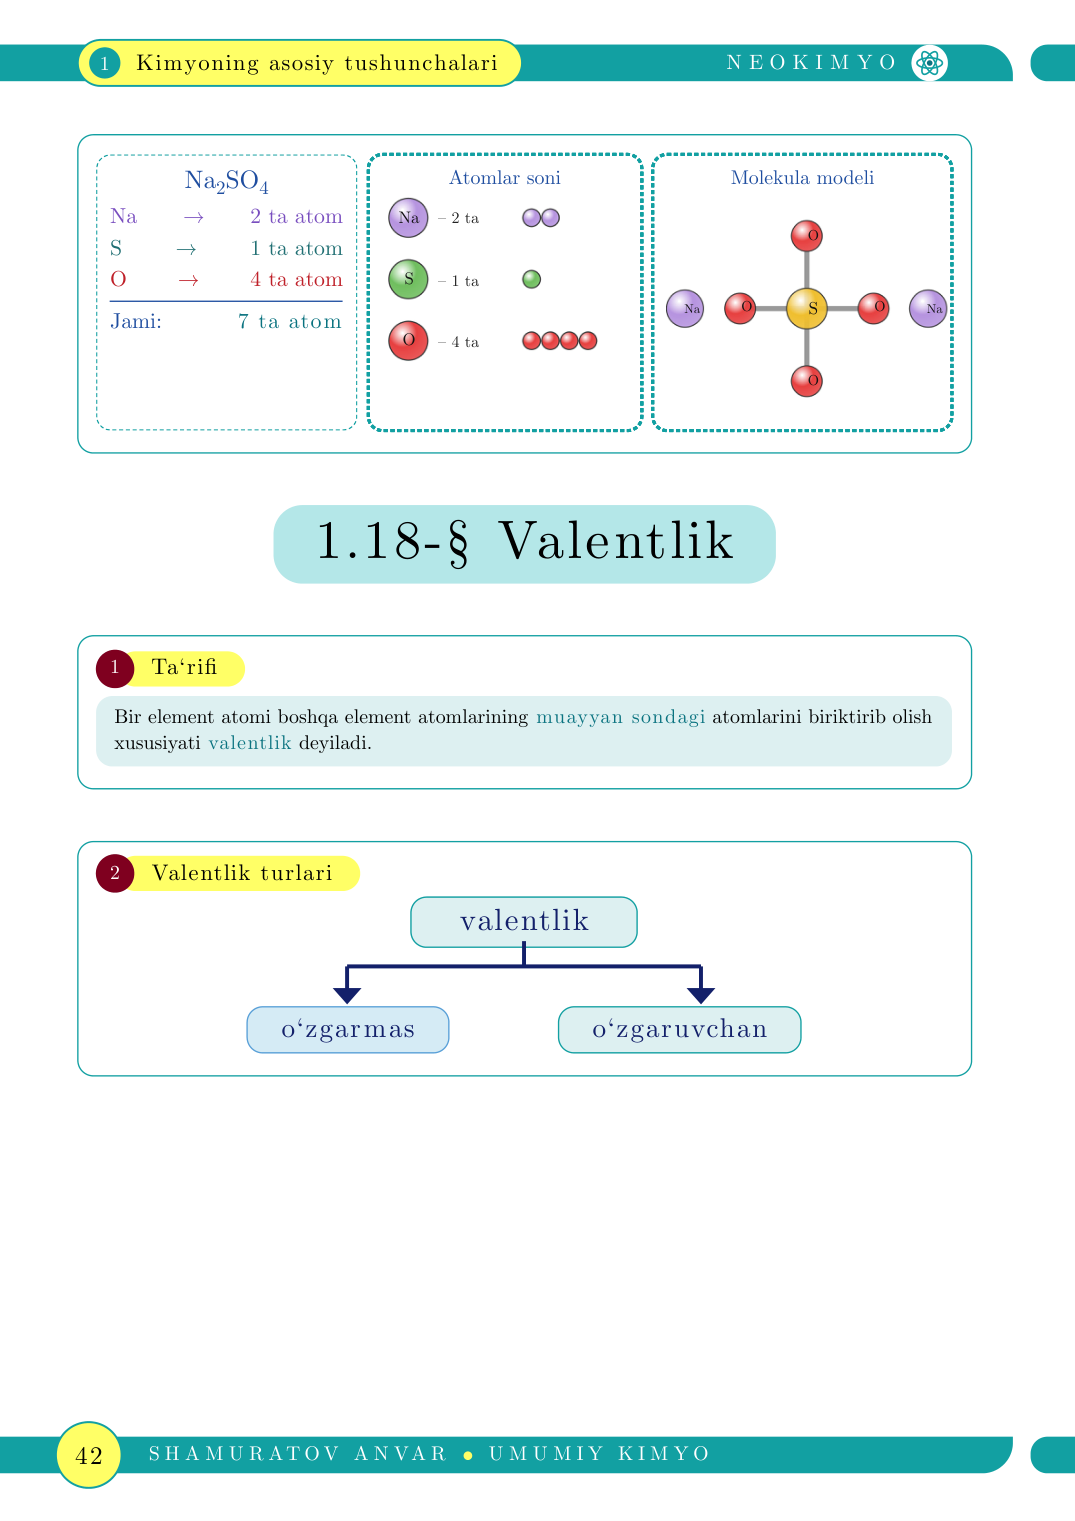 1 Kimyoning asosiy tushunchalari
NEOKIMYO
Na₂SO₄
Na → 2 ta atom
S → 1 ta atom
O → 4 ta atom
Jami: 7 ta atom
Atomlar soni
Na – 2 ta
S – 1 ta
O – 4 ta
Molekula modeli
O
Na O S O Na
O
1.18-§ Valentlik
1 Ta‘rifi
Bir element atomi boshqa element atomlarining muayyan sondagi atomlarini biriktirib olish
xususiyati valentlik deyiladi.
2 Valentlik turlari
valentlik
o‘zgarmas o‘zgaruvchan
42 SHAMURATOV ANVAR • UMUMIY KIMYO